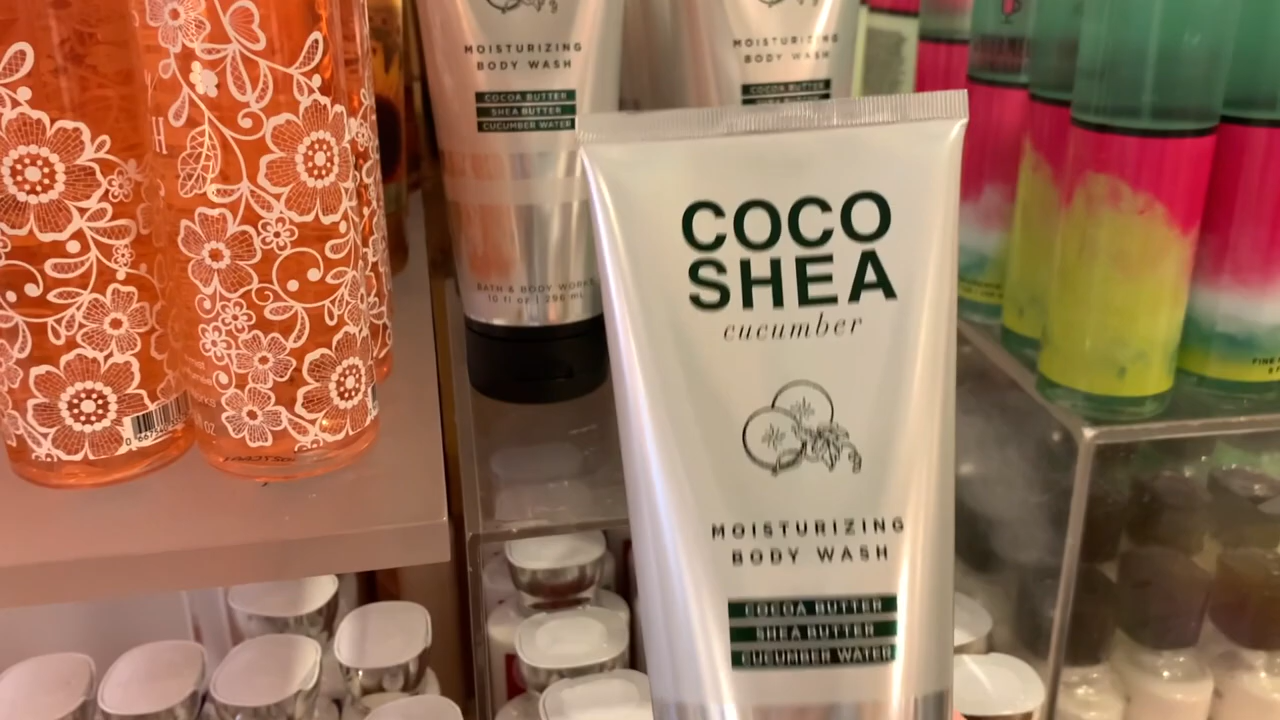 MOISTURIZING
BODY WASH
COCOA BUTTER
SHEA BUTTER
CUCUMBER WATER
BATH & BODY WORKS
10 fl oz | 296 mL
MOISTURIZING
BODY WASH
COCOA BUTTER
COCO
SHEA
cucumber
MOISTURIZING
BODY WASH
COCOA BUTTER
SHEA BUTTER
CUCUMBER WATER